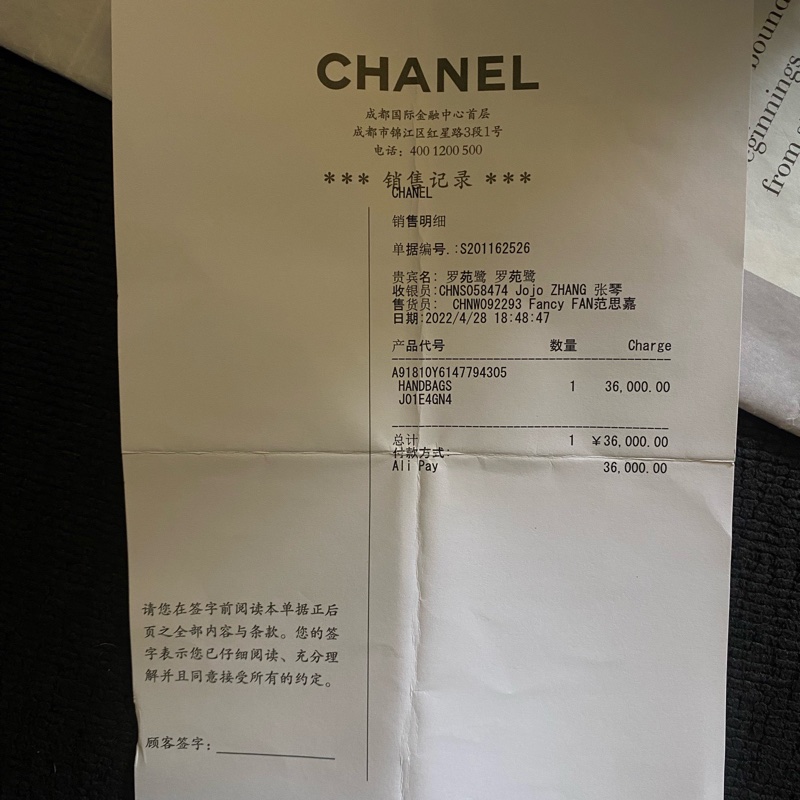 CHANEL
成都国际金融中心首层
成都市锦江区红星路3段1号
电话: 400 1200 500
*** 销售记录 ***
CHANEL
销售明细
单据编号.:S201162526
贵宾名: 罗苑鹭 罗苑鹭
收银员:CHNS058474 Jojo ZHANG 张琴
售货员: CHNW092293 Fancy FAN范思嘉
日期:2022/4/28 18:48:47
产品代号 数量 Charge
A91810Y6147794305
HANDBAGS 1 36,000.00
J01E4GN4
总计 1 ¥36,000.00
付款方式:
Ali Pay 36,000.00
请您在签字前阅读本单据正后
页之全部内容与条款。您的签
字表示您已仔细阅读、充分理
解并且同意接受所有的约定。
顾客签字:
bound
eginnings
from